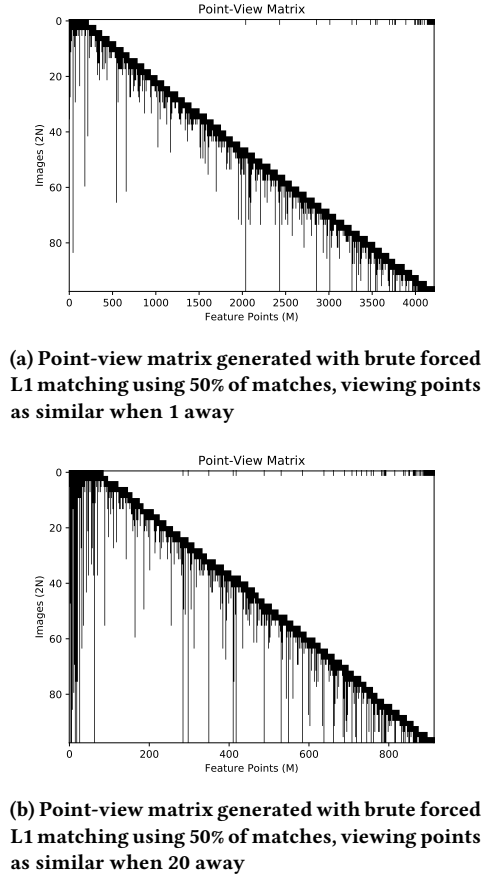 Point-View Matrix
0
20
40
60
80
Images (2N)
0 500 1000 1500 2000 2500 3000 3500 4000
Feature Points (M)
(a) Point-view matrix generated with brute forced
L1 matching using 50% of matches, viewing points
as similar when 1 away
Point-View Matrix
0
20
40
60
80
Images (2N)
0 200 400 600 800
Feature Points (M)
(b) Point-view matrix generated with brute forced
L1 matching using 50% of matches, viewing points
as similar when 20 away